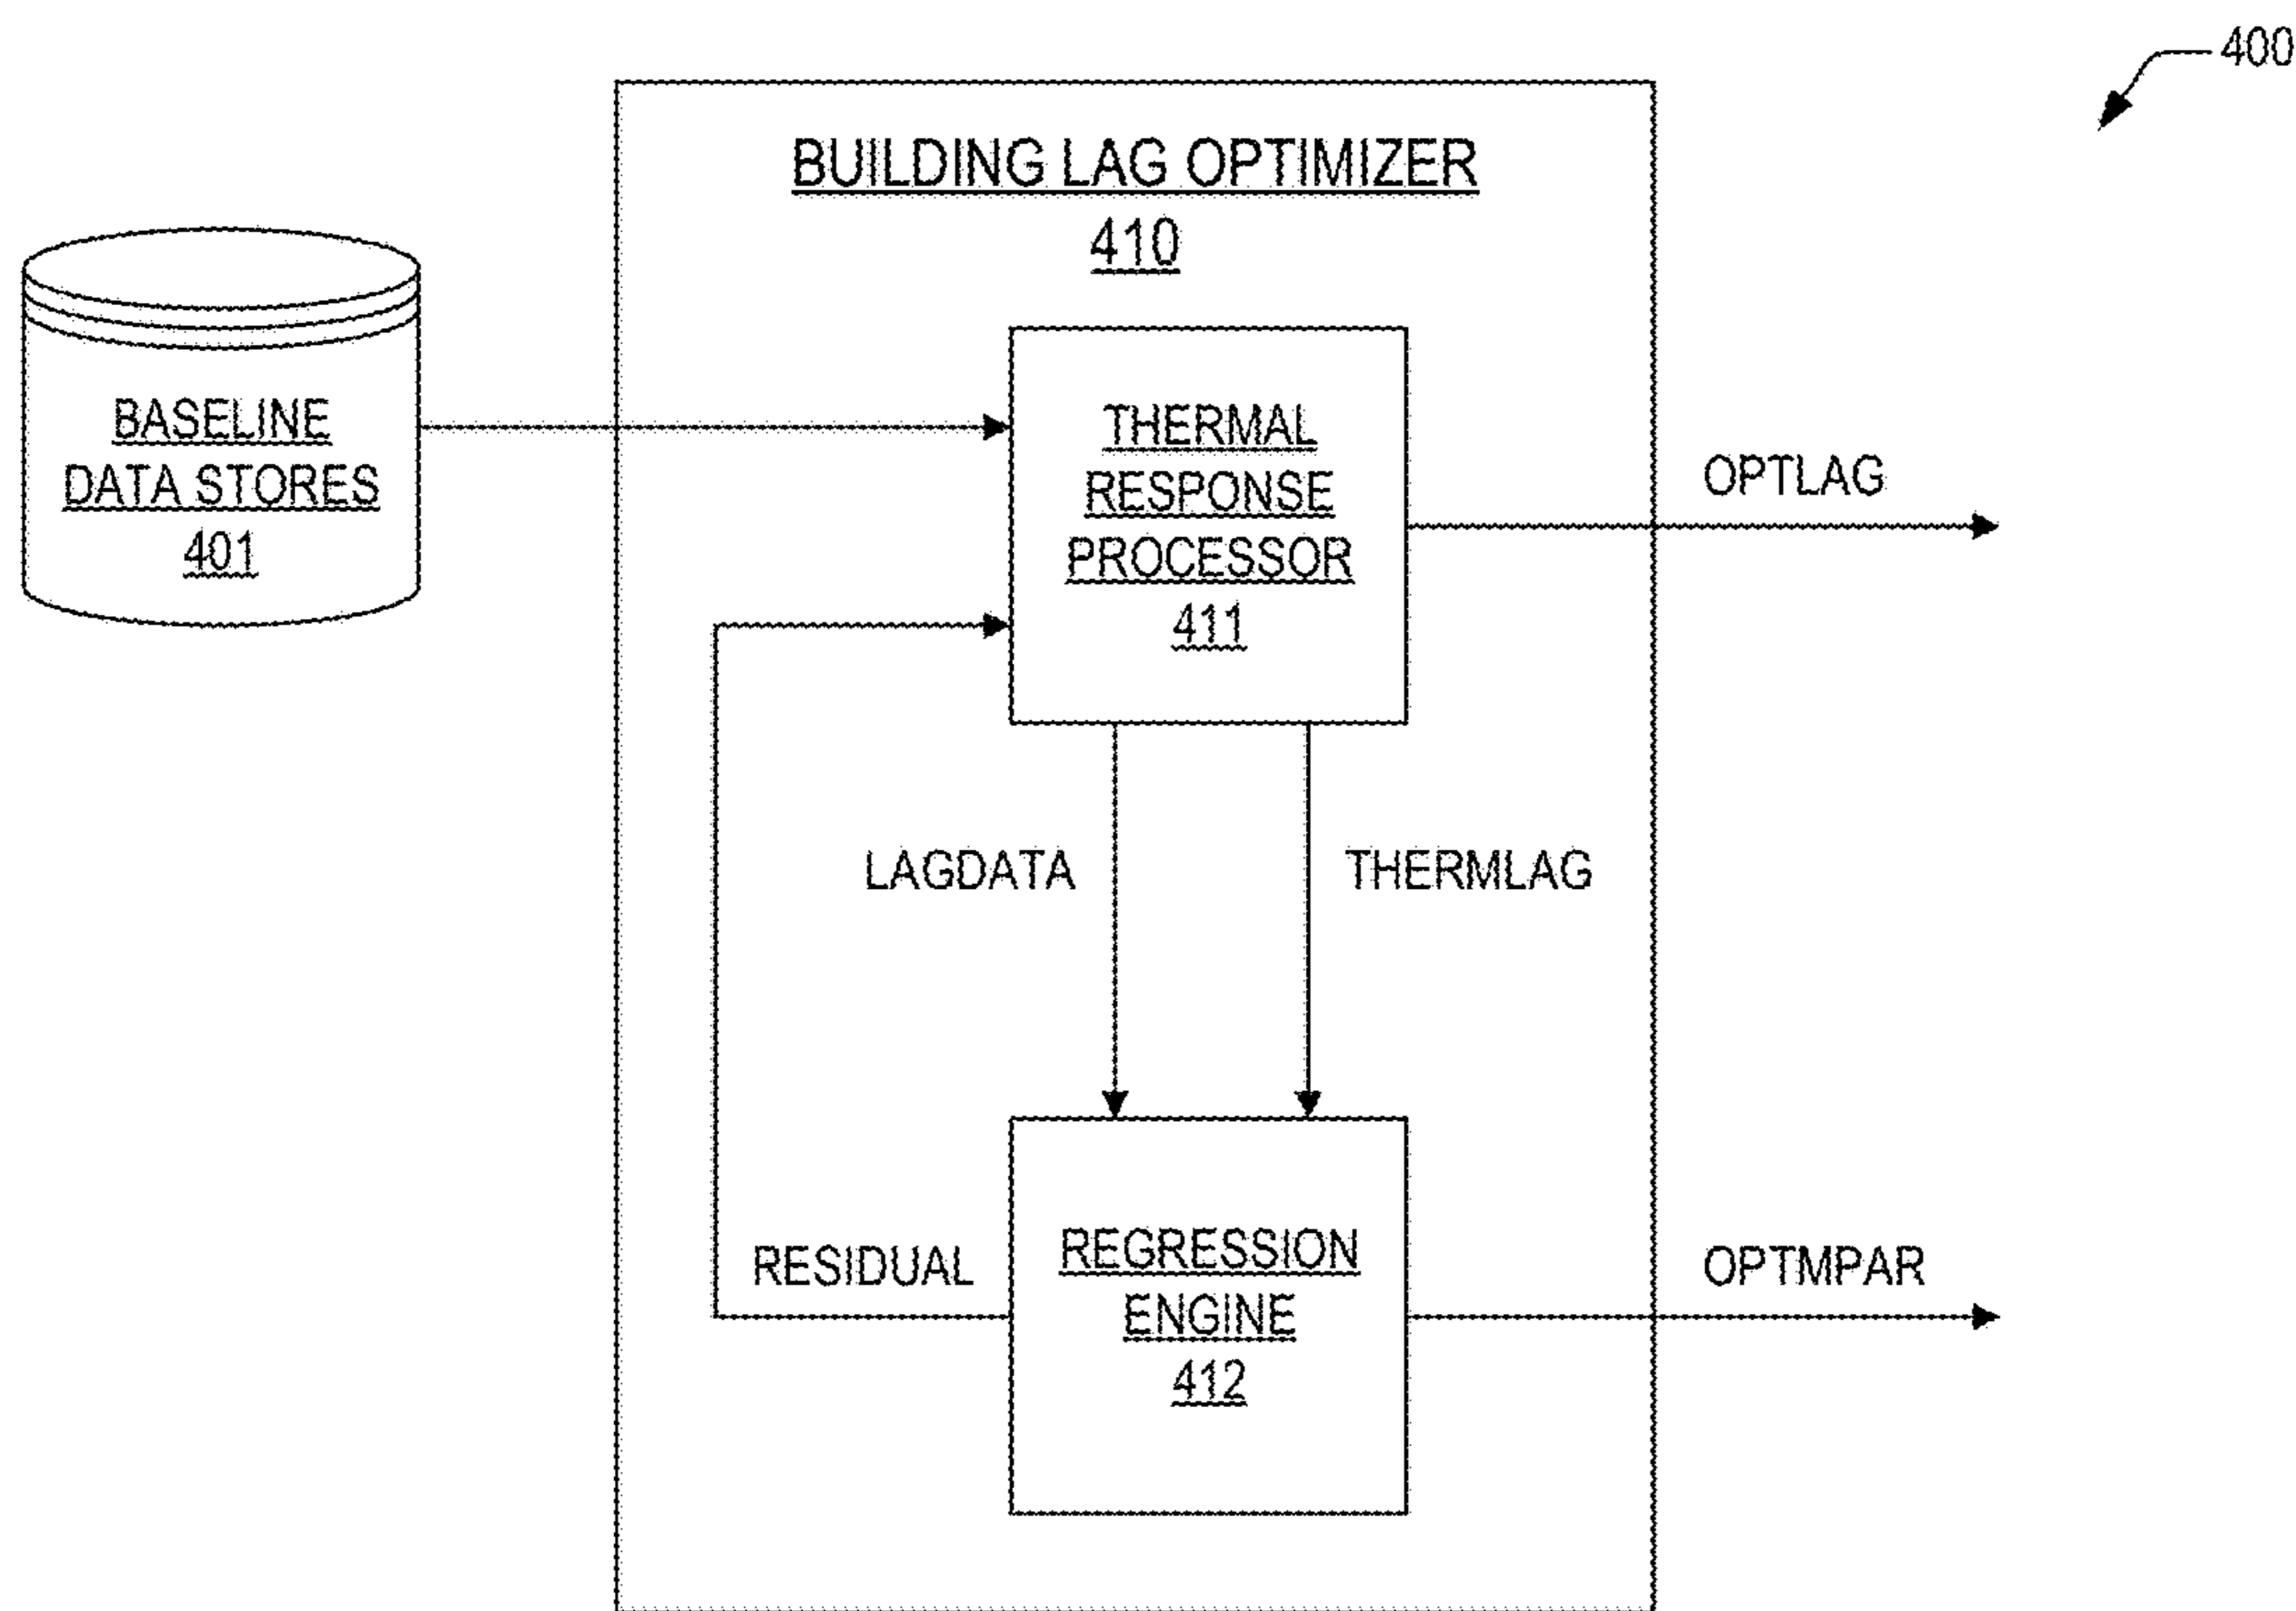 400
BUILDING LAG OPTIMIZER
410
BASELINE
DATA STORES
401
THERMAL
RESPONSE
PROCESSOR
411
OPTLAG
LAGDATA
THERMLAG
RESIDUAL
REGRESSION
ENGINE
412
OPTMPAR